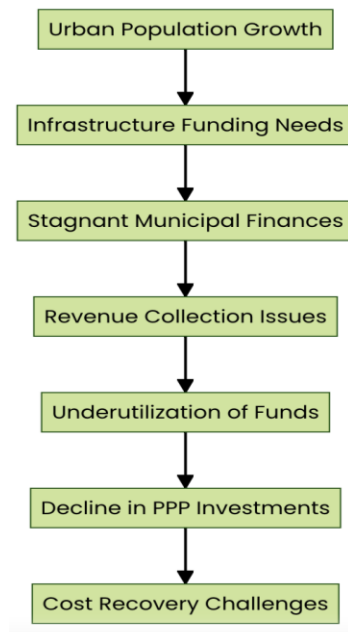 Urban Population Growth
Infrastructure Funding Needs
Stagnant Municipal Finances
Revenue Collection Issues
Underutilization of Funds
Decline in PPP Investments
Cost Recovery Challenges